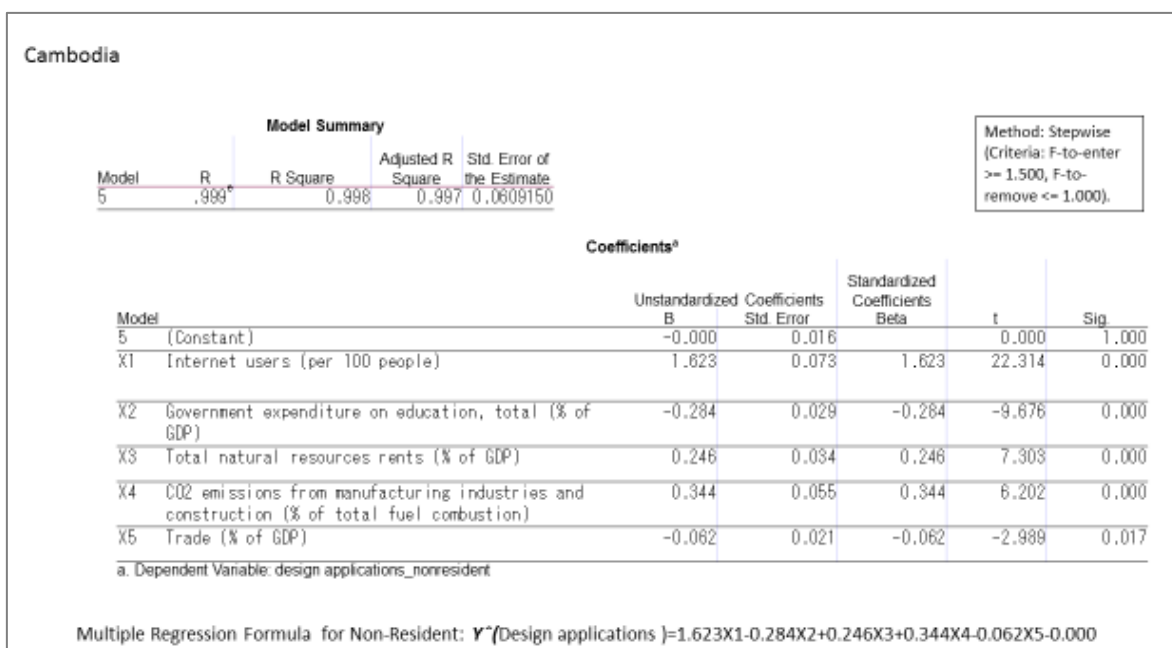 Cambodia
Model Summary
Model R R Square Adjusted R Square Std. Error of the Estimate
5 .999e 0.998 0.997 0.0609150
Method: Stepwise
(Criteria: F-to-enter
>= 1.500, F-to-
remove <= 1.000).
Coefficientsa
Model Unstandardized Coefficients B Std. Error Standardized Coefficients Beta t Sig.
5 (Constant) -0.000 0.016 0.000 1.000
X1 Internet users (per 100 people) 1.623 0.073 1.623 22.314 0.000
X2 Government expenditure on education, total (% of -0.284 0.029 -0.284 -9.676 0.000
GDP)
X3 Total natural resources rents (% of GDP) 0.246 0.034 0.246 7.303 0.000
X4 CO2 emissions from manufacturing industries and 0.344 0.055 0.344 6.202 0.000
construction (% of total fuel combustion)
X5 Trade (% of GDP) -0.062 0.021 -0.062 -2.989 0.017
a. Dependent Variable: design applications_nonresident
Multiple Regression Formula for Non-Resident: Y^(Design applications )=1.623X1-0.284X2+0.246X3+0.344X4-0.062X5-0.000